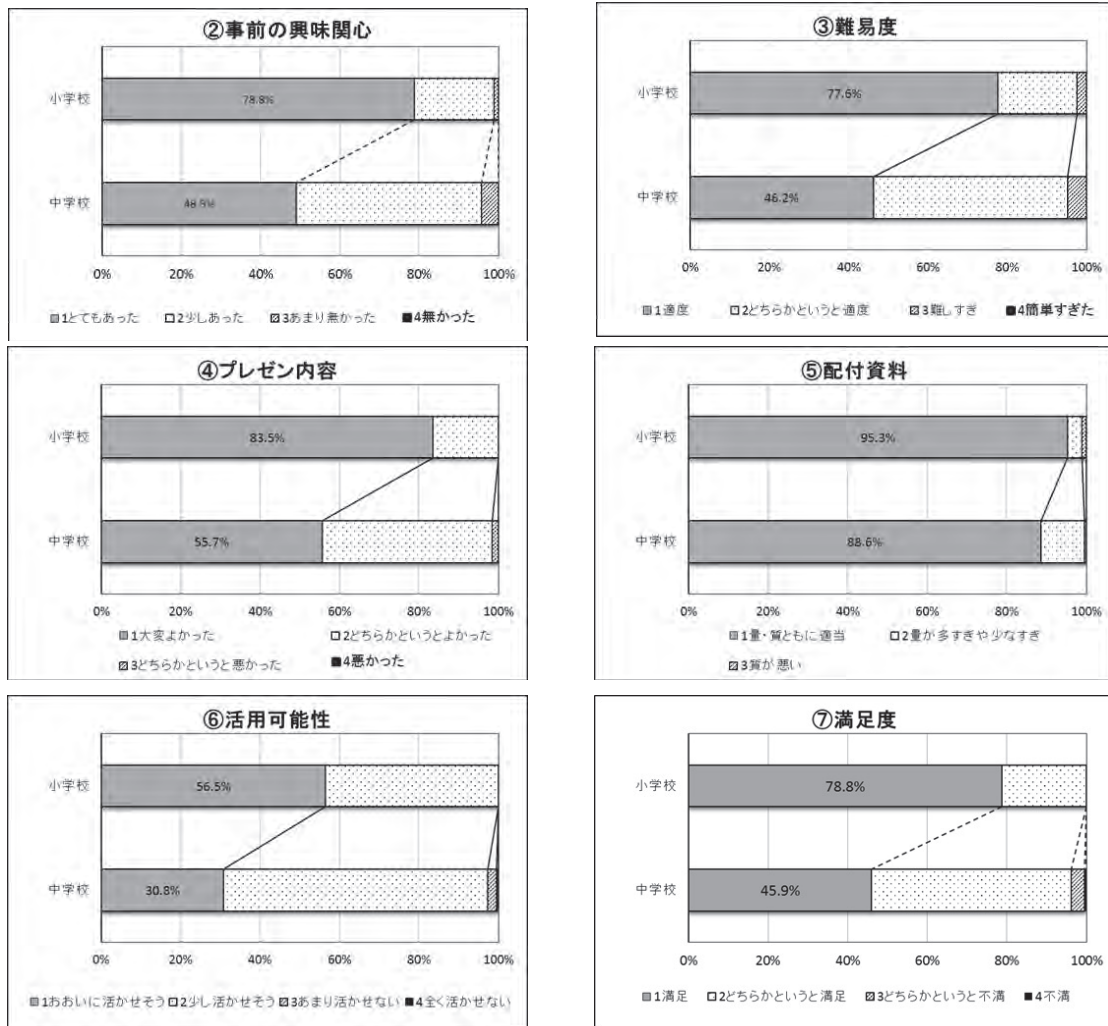 ②事前の興味関心
小学校
78.8%
中学校
48.9%
0% 20% 40% 60% 80% 100%
■1とてもあった □2少しあった ▨3あまり無かった ■4無かった
③難易度
小学校
77.6%
中学校
46.2%
0% 20% 40% 60% 80% 100%
■1適度 □2どちらかというと適度 ▨3難しすぎ ■4簡単すぎた
④プレゼン内容
小学校
83.5%
中学校
55.7%
0% 20% 40% 60% 80% 100%
■1大変よかった □2どちらかというとよかった
▨3どちらかというと悪かった ■4悪かった
⑤配付資料
小学校
95.3%
中学校
88.6%
0% 20% 40% 60% 80% 100%
■1量・質ともに適当 □2量が多すぎや少なすぎ
▨3質が悪い
⑥活用可能性
小学校
56.5%
中学校
30.8%
0% 20% 40% 60% 80% 100%
■1おおいに活かせそう □2少し活かせそう ▨3あまり活かせない ■4全く活かせない
⑦満足度
小学校
78.8%
中学校
45.9%
0% 20% 40% 60% 80% 100%
■1満足 □2どちらかというと満足 ▨3どちらかというと不満 ■4不満